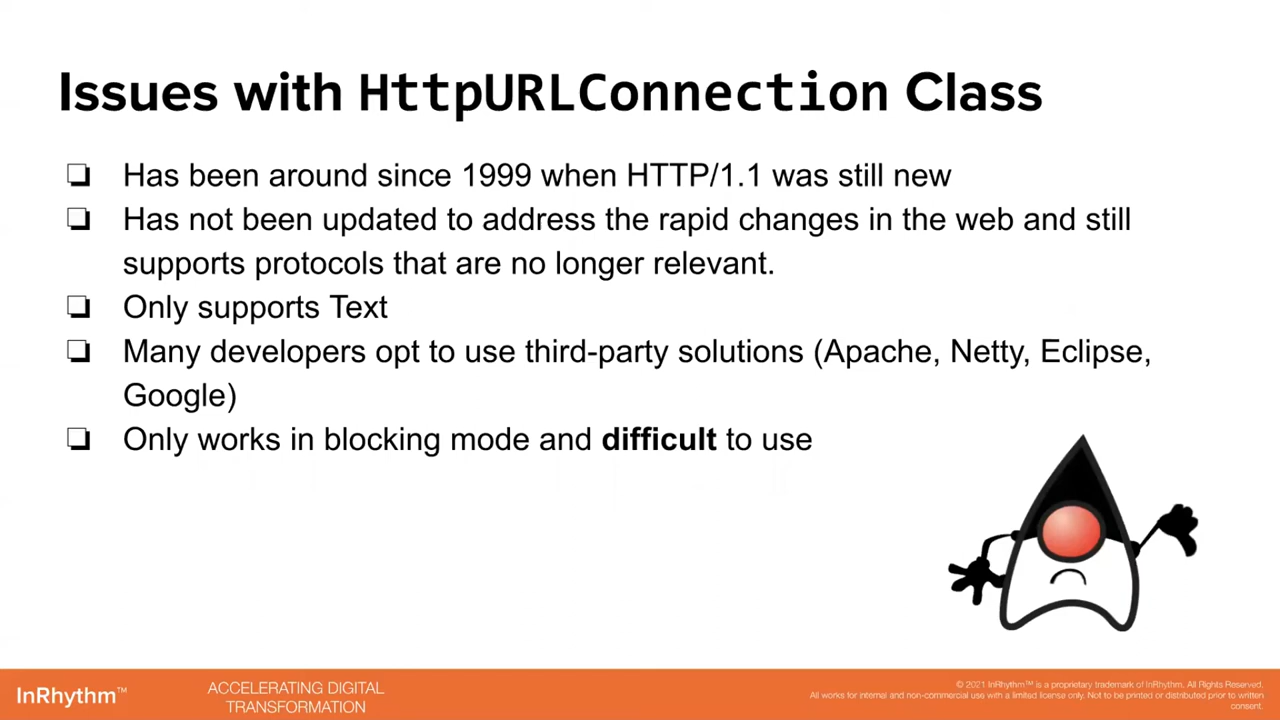 Issues with HttpURLConnection Class
❏ Has been around since 1999 when HTTP/1.1 was still new
❏ Has not been updated to address the rapid changes in the web and still
supports protocols that are no longer relevant.
❏ Only supports Text
❏ Many developers opt to use third-party solutions (Apache, Netty, Eclipse,
Google)
❏ Only works in blocking mode and difficult to use
InRhythm™
ACCELERATING DIGITAL
TRANSFORMATION
© 2021 InRhythm™ is a proprietary trademark of InRhythm. All Rights Reserved.
All works for internal and non-commercial use with a limited license only. Not to be printed or distributed prior to written
consent.